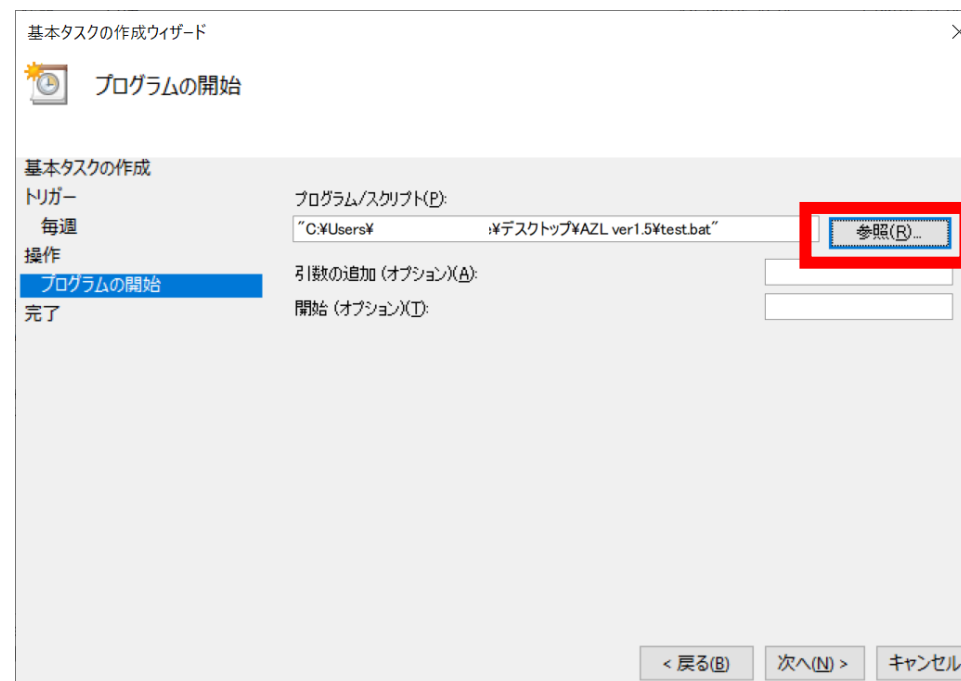 基本タスクの作成ウィザード
プログラムの開始
基本タスクの作成
トリガー
毎週
操作
プログラムの開始
完了
プログラム/スクリプト(P):
"C:¥Users¥ ¥デスクトップ¥AZL ver1.5¥test.bat"
参照(R)...
引数の追加 (オプション)(A):
開始 (オプション)(T):
< 戻る(B)
次へ(N) >
キャンセル